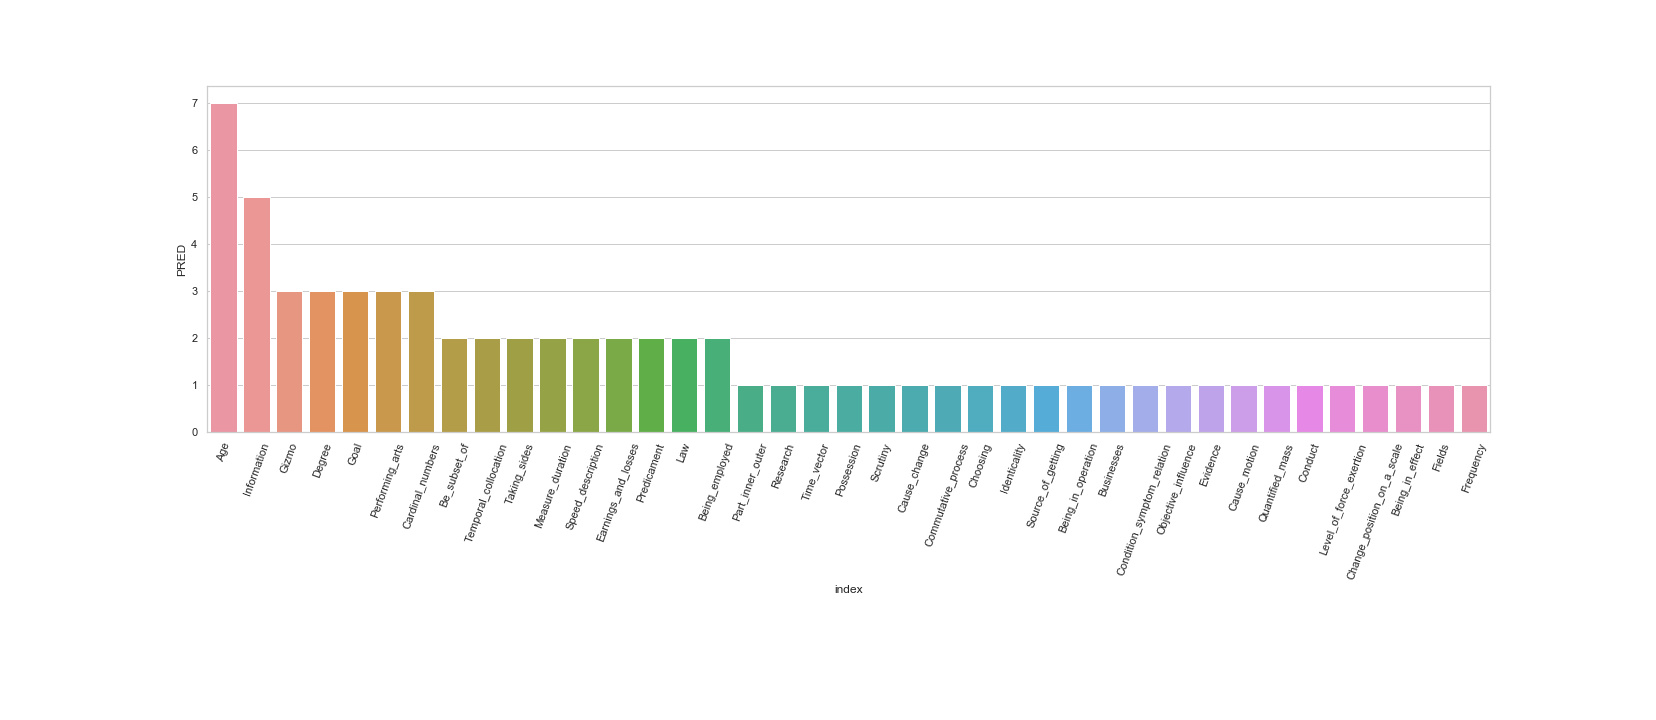 7
6
5
4
3
2
1
0
PRED
Age
Information
Gizmo
Degree
Goal
Performing_arts
Cardinal_numbers
Be_subset_of
Temporal_collocation
Taking_sides
Measure_duration
Speed_description
Earnings_and_losses
Predicament
Law
Being_employed
Part_inner_outer
Research
Time_vector
Possession
Scrutiny
Cause_change
Commutative_process
Choosing
Identicality
Source_of_getting
Being_in_operation
Businesses
Condition_symptom_relation
Objective_influence
Evidence
Cause_motion
Quantified_mass
Conduct
Level_of_force_exertion
Change_position_on_a_scale
Being_in_effect
Fields
Frequency
index